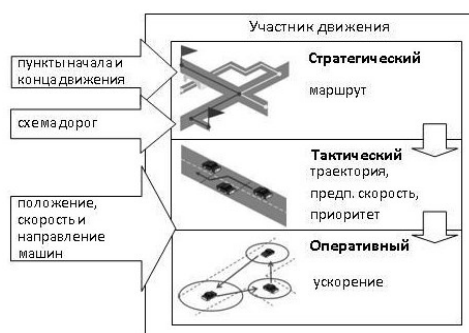 Участник движения
пункты начала и
конца движения
схема дорог
положение,
скорость и
направление
машин
Стратегический
маршрут
Тактический
траектория,
предп. скорость,
приоритет
Оперативный
ускорение